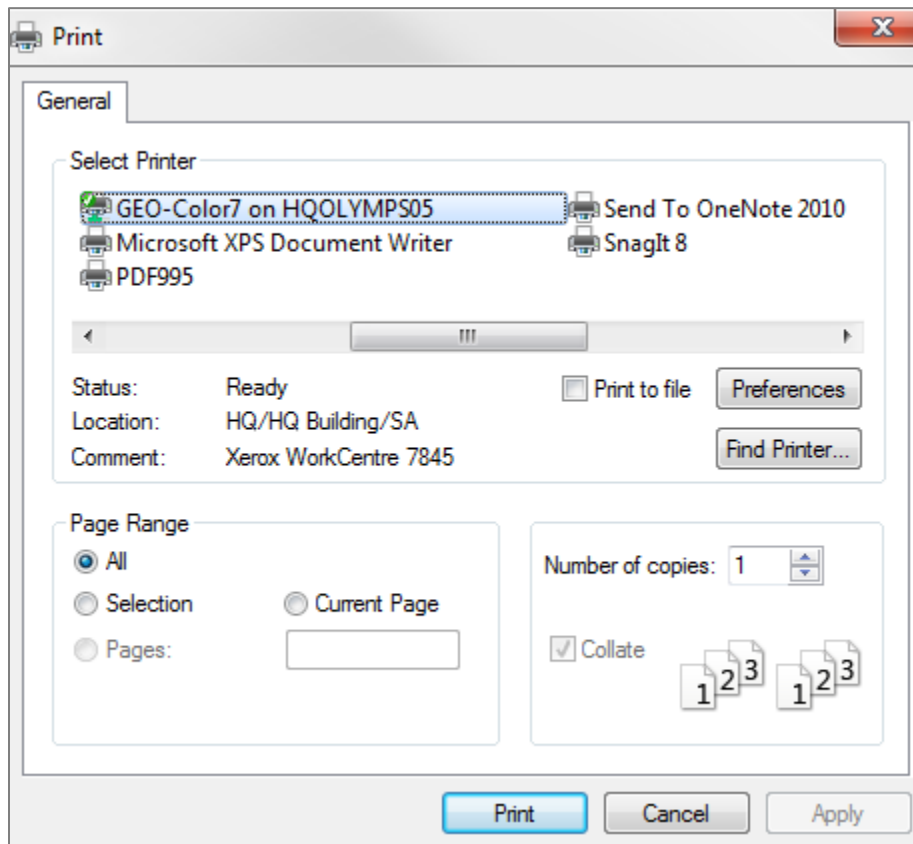 Print
General
Select Printer
GEO-Color7 on HQOLYMPS05
Send To OneNote 2010
Microsoft XPS Document Writer
SnagIt 8
PDF995
Status: Ready
Print to file
Preferences
Location: HQ/HQ Building/SA
Comment: Xerox WorkCentre 7845
Find Printer...
Page Range
All
Selection
Current Page
Pages:
Number of copies: 1
Collate
1 2 3 1 2 3
Print
Cancel
Apply